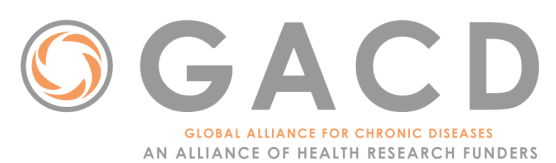 GACD
GLOBAL ALLIANCE FOR CHRONIC DISEASES
AN ALLIANCE OF HEALTH RESEARCH FUNDERS